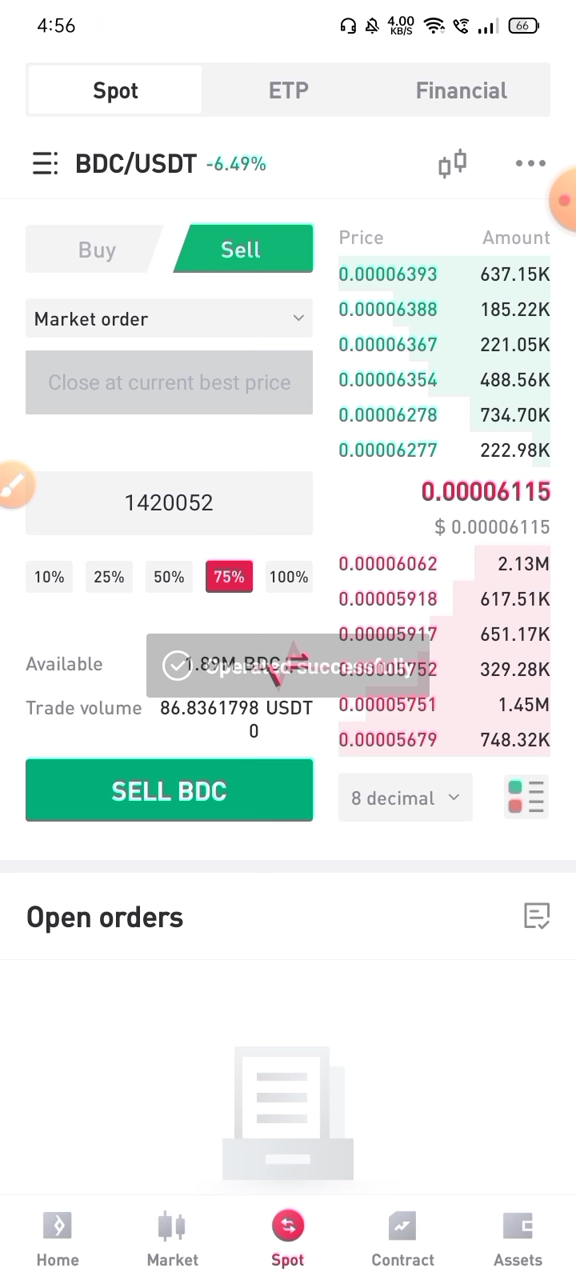 4:56
4.00
KB/S
66
Spot ETP Financial
BDC/USDT -6.49%
Buy Sell
Market order
Close at current best price
1420052
10% 25% 50% 75% 100%
Available 1.89M BDC
Operated successfully
Trade volume 86.8361798 USDT
0
SELL BDC
Price Amount
0.00006393 637.15K
0.00006388 185.22K
0.00006367 221.05K
0.00006354 488.56K
0.00006278 734.70K
0.00006277 222.98K
0.00006115
$ 0.00006115
0.00006062 2.13M
0.00005918 617.51K
0.00005917 651.17K
0.00005752 329.28K
0.00005751 1.45M
0.00005679 748.32K
8 decimal
Open orders
Home Market Spot Contract Assets